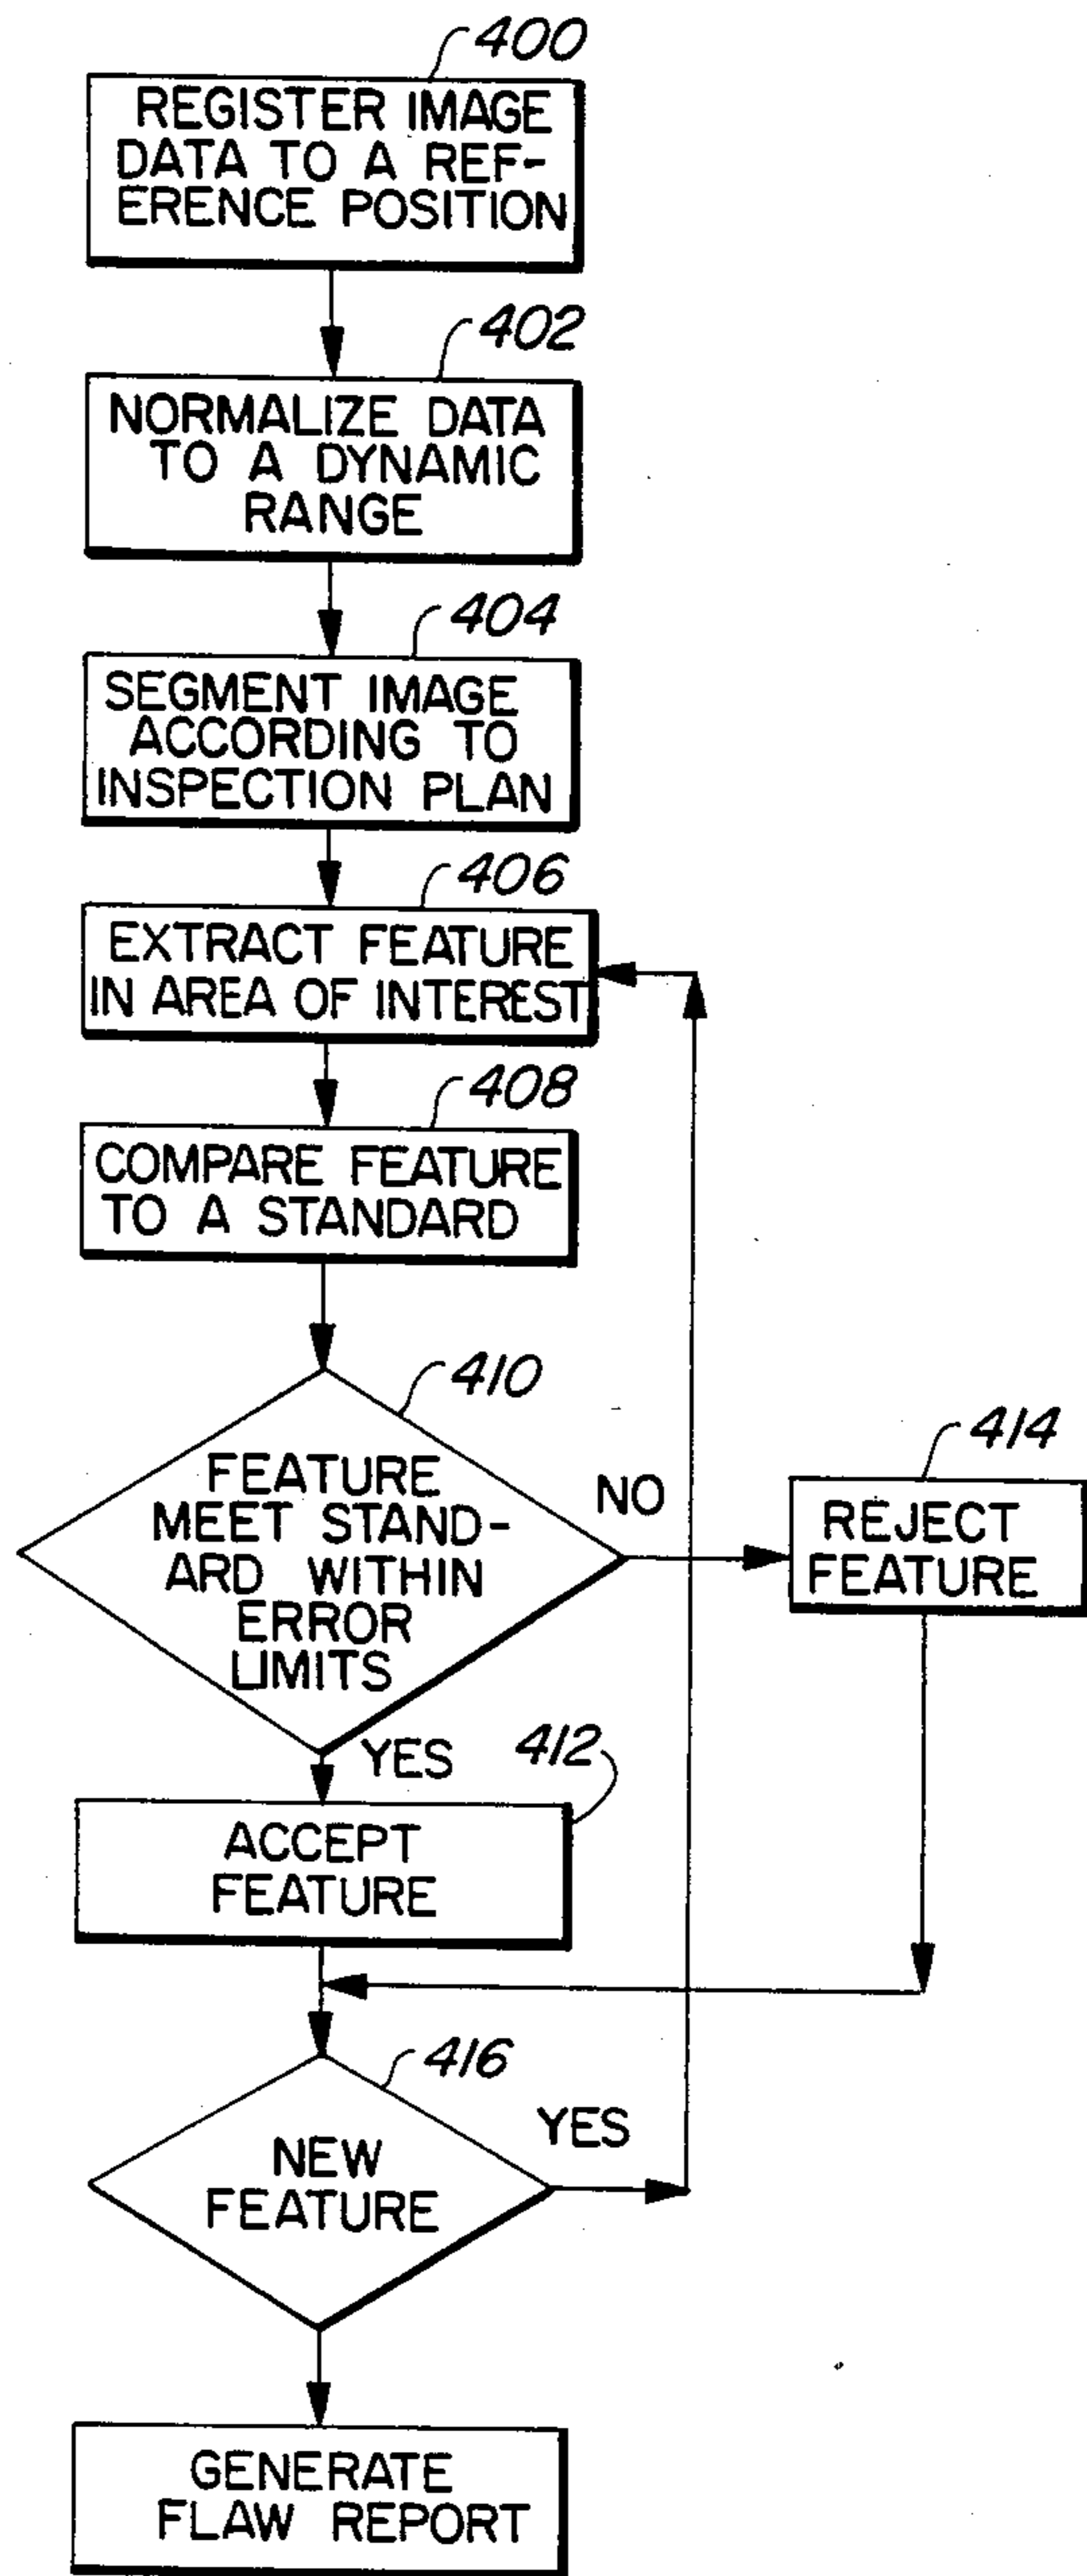 400
REGISTER IMAGE
DATA TO A REF-
ERENCE POSITION
402
NORMALIZE DATA
TO A DYNAMIC
RANGE
404
SEGMENT IMAGE
ACCORDING TO
INSPECTION PLAN
406
EXTRACT FEATURE
IN AREA OF INTEREST
408
COMPARE FEATURE
TO A STANDARD
410
FEATURE
MEET STAND-
ARD WITHIN
ERROR
LIMITS
NO
414
REJECT
FEATURE
YES
412
ACCEPT
FEATURE
416
NEW
FEATURE
YES
GENERATE
FLAW REPORT